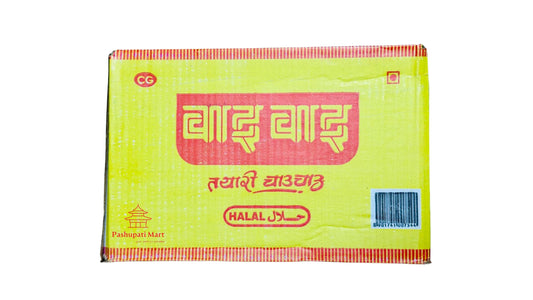 CG
वाइ वाइ
तयारी चाउचाउ
HALAL حلال
Pashupati Mart